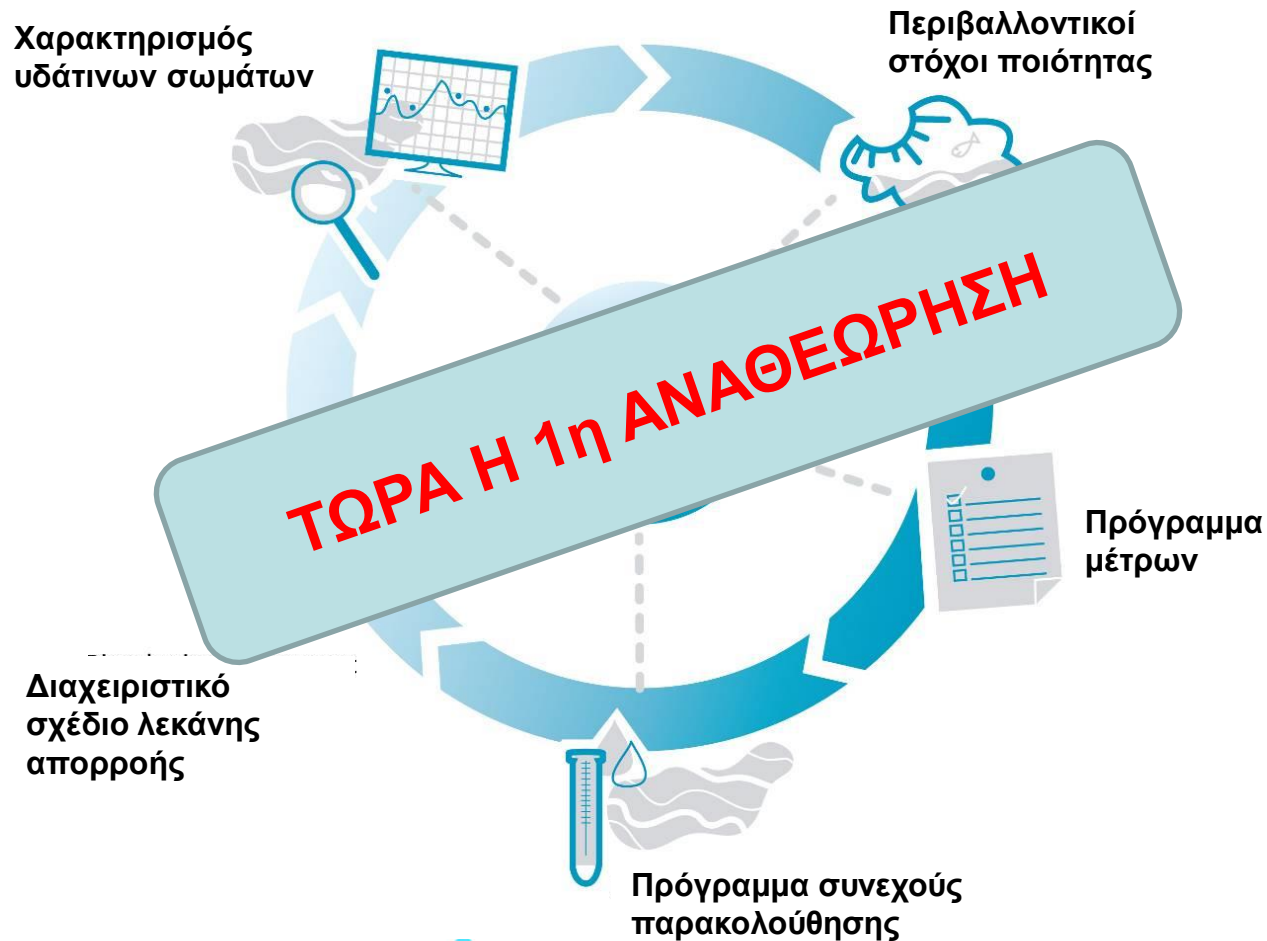 Χαρακτηρισμός
υδάτινων σωμάτων
Περιβαλλοντικοί
στόχοι ποιότητας
ΤΩΡΑ Η 1η ΑΝΑΘΕΩΡΗΣΗ
Πρόγραμμα
μέτρων
Διαχειριστικό
σχέδιο λεκάνης
απορροής
Πρόγραμμα συνεχούς
παρακολούθησης